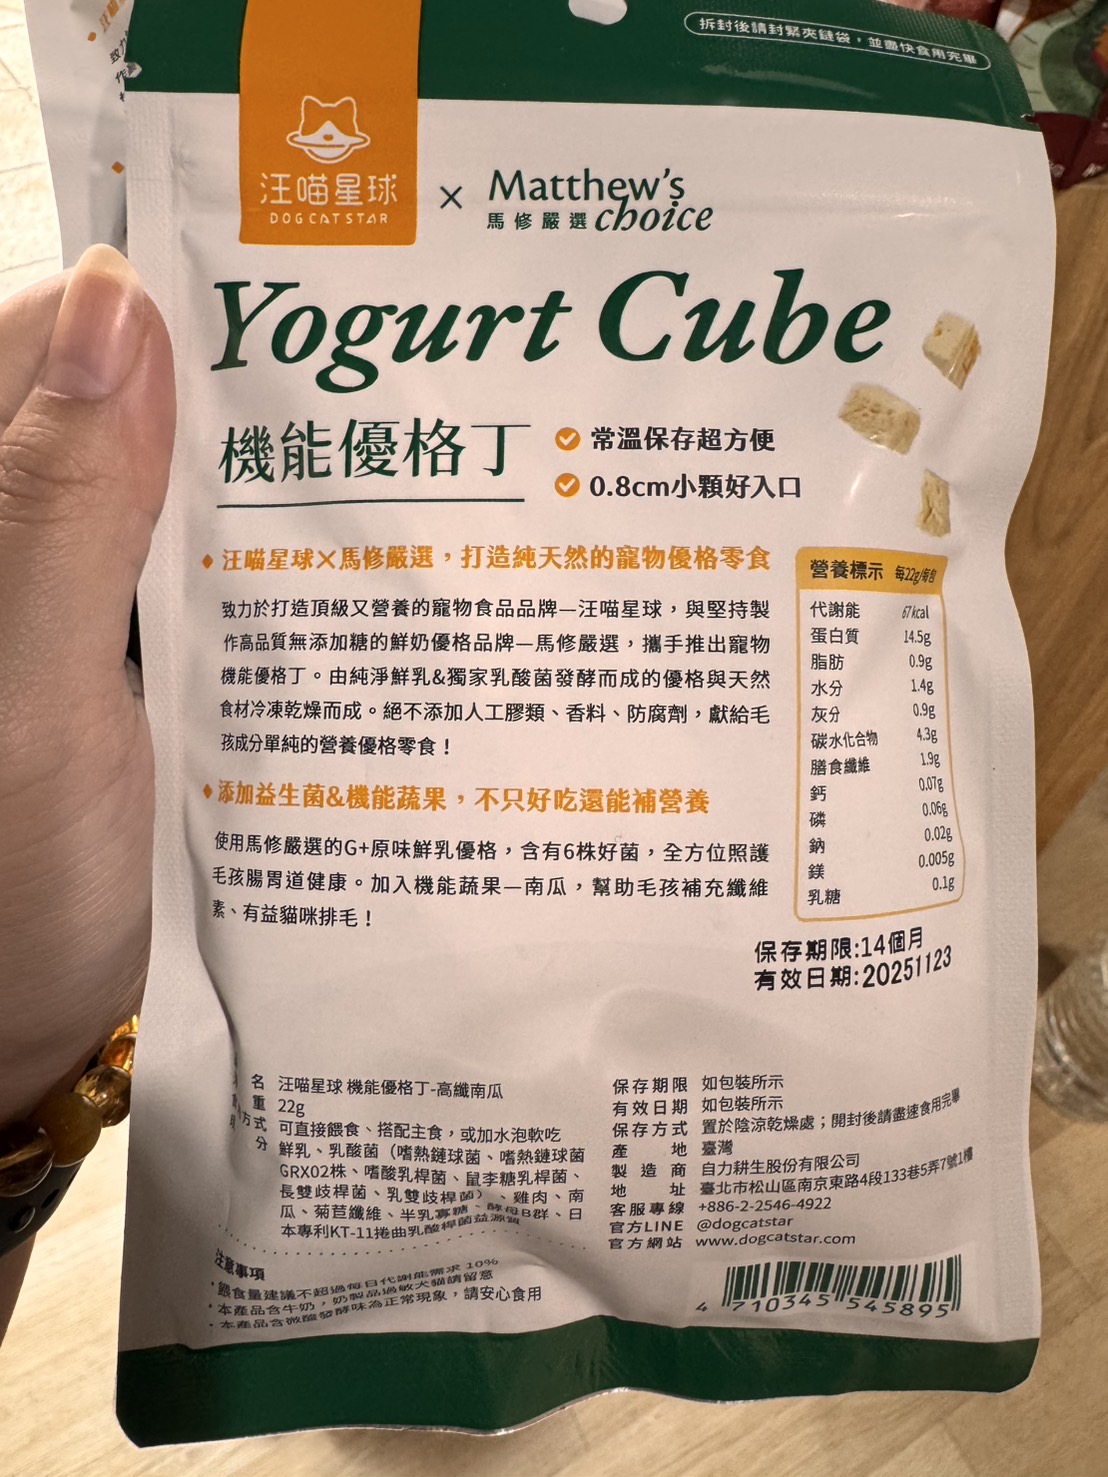 拆封後請封緊夾鏈袋，並盡快食用完畢
汪喵星球
DOG CAT STAR
×
Matthew's
馬修嚴選 choice
Yogurt Cube
機能優格丁
常溫保存超方便
0.8cm小顆好入口
汪喵星球×馬修嚴選，打造純天然的寵物優格零食
致力於打造頂級又營養的寵物食品品牌—汪喵星球，與堅持製
作高品質無添加糖的鮮奶優格品牌—馬修嚴選，攜手推出寵物
機能優格丁。由純淨鮮乳&獨家乳酸菌發酵而成的優格與天然
食材冷凍乾燥而成。絕不添加人工膠類、香料、防腐劑，獻給毛
孩成分單純的營養優格零食！
添加益生菌&機能蔬果，不只好吃還能補營養
使用馬修嚴選的G+原味鮮乳優格，含有6株好菌，全方位照護
毛孩腸胃道健康。加入機能蔬果—南瓜，幫助毛孩補充纖維
素、有益貓咪排毛！
營養標示 每22g/每包
代謝能 67kcal
蛋白質 14.5g
脂肪 0.9g
水分 1.4g
灰分 0.9g
碳水化合物 4.3g
膳食纖維 1.9g
鈣 0.07g
磷 0.06g
鈉 0.02g
鎂 0.005g
乳糖 0.1g
保存期限:14個月
有效日期:20251123
名 汪喵星球 機能優格丁-高纖南瓜
重 22g
方式 可直接餵食、搭配主食，或加水泡軟吃
分 鮮乳、乳酸菌（嗜熱鏈球菌、嗜熱鏈球菌
GRX02株、嗜酸乳桿菌、鼠李糖乳桿菌、
長雙歧桿菌、乳雙歧桿菌）、雞肉、南
瓜、菊苣纖維、半乳寡糖、酵母B群、日
本專利KT-11捲曲乳酸桿菌益源質
注意事項
・餵食量建議不超過每日代謝能需求 10%
・本產品含牛奶，奶製品過敏犬貓請留意
・本產品含微酸發酵味為正常現象，請安心食用
保存期限 如包裝所示
有效日期 如包裝所示
保存方式 置於陰涼乾燥處；開封後請盡速食用完畢
產地 臺灣
製造商 自力耕生股份有限公司
地址 臺北市松山區南京東路4段133巷5弄7號1樓
客服專線 +886-2-2546-4922
官方LINE @dogcatstar
官方網站 www.dogcatstar.com
4 710345 545895